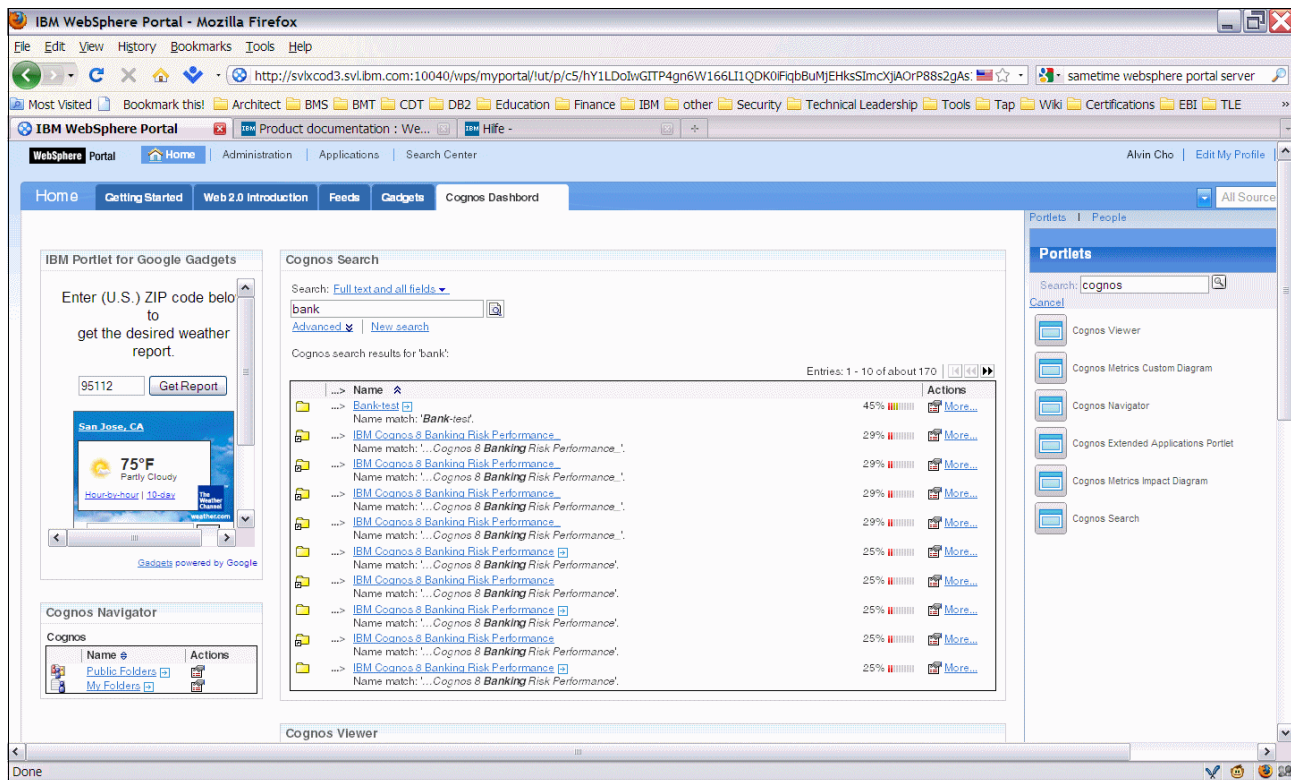 IBM WebSphere Portal - Mozilla Firefox
File Edit View History Bookmarks Tools Help
http://svlxcod3.svl.ibm.com:10040/wps/myportal/!ut/p/c5/
sametime websphere portal server
Most Visited Bookmark this! Architect BMS BMT CDT DB2 Education Finance IBM other Security Technical Leadership Tools Tap Wiki Certifications EBI TLE »
IBM WebSphere Portal
Product documentation : We...
Hilfe -
WebSphere Portal Home | Administration | Applications | Search Center
Alvin Cho | Edit My Profile |
Home Getting Started Web 2.0 Introduction Feeds Gadgets Cognos Dashbord
All Source
IBM Portlet for Google Gadgets
Enter (U.S.) ZIP code belo
to
get the desired weather
report.
95112 Get Report
San Jose, CA
75°F
Partly Cloudy
Hour-by-hour | 10-day
The Weather Channel
weather.com
Gadgets powered by Google
Cognos Navigator
Cognos
Name Actions
Public Folders
My Folders
Cognos Search
Search: Full text and all fields
bank
Advanced | New search
Cognos search results for 'bank':
Entries: 1 - 10 of about 170
...> Name Actions
...> Bank-test 45% More...
Name match: 'Bank-test'.
...> IBM Cognos 8 Banking Risk Performance_ 29% More...
Name match: '...Cognos 8 Banking Risk Performance_'.
...> IBM Cognos 8 Banking Risk Performance_ 29% More...
Name match: '...Cognos 8 Banking Risk Performance_'.
...> IBM Cognos 8 Banking Risk Performance_ 29% More...
Name match: '...Cognos 8 Banking Risk Performance_'.
...> IBM Cognos 8 Banking Risk Performance_ 29% More...
Name match: '...Cognos 8 Banking Risk Performance_'.
...> IBM Cognos 8 Banking Risk Performance 25% More...
Name match: '...Cognos 8 Banking Risk Performance'.
...> IBM Cognos 8 Banking Risk Performance 25% More...
Name match: '...Cognos 8 Banking Risk Performance'.
...> IBM Cognos 8 Banking Risk Performance 25% More...
Name match: '...Cognos 8 Banking Risk Performance'.
...> IBM Cognos 8 Banking Risk Performance 25% More...
Name match: '...Cognos 8 Banking Risk Performance'.
...> IBM Cognos 8 Banking Risk Performance 25% More...
Name match: '...Cognos 8 Banking Risk Performance'.
Cognos Viewer
Portlets | People
Portlets
Search: cognos
Cancel
Cognos Viewer
Cognos Metrics Custom Diagram
Cognos Navigator
Cognos Extended Applications Portlet
Cognos Metrics Impact Diagram
Cognos Search
Done